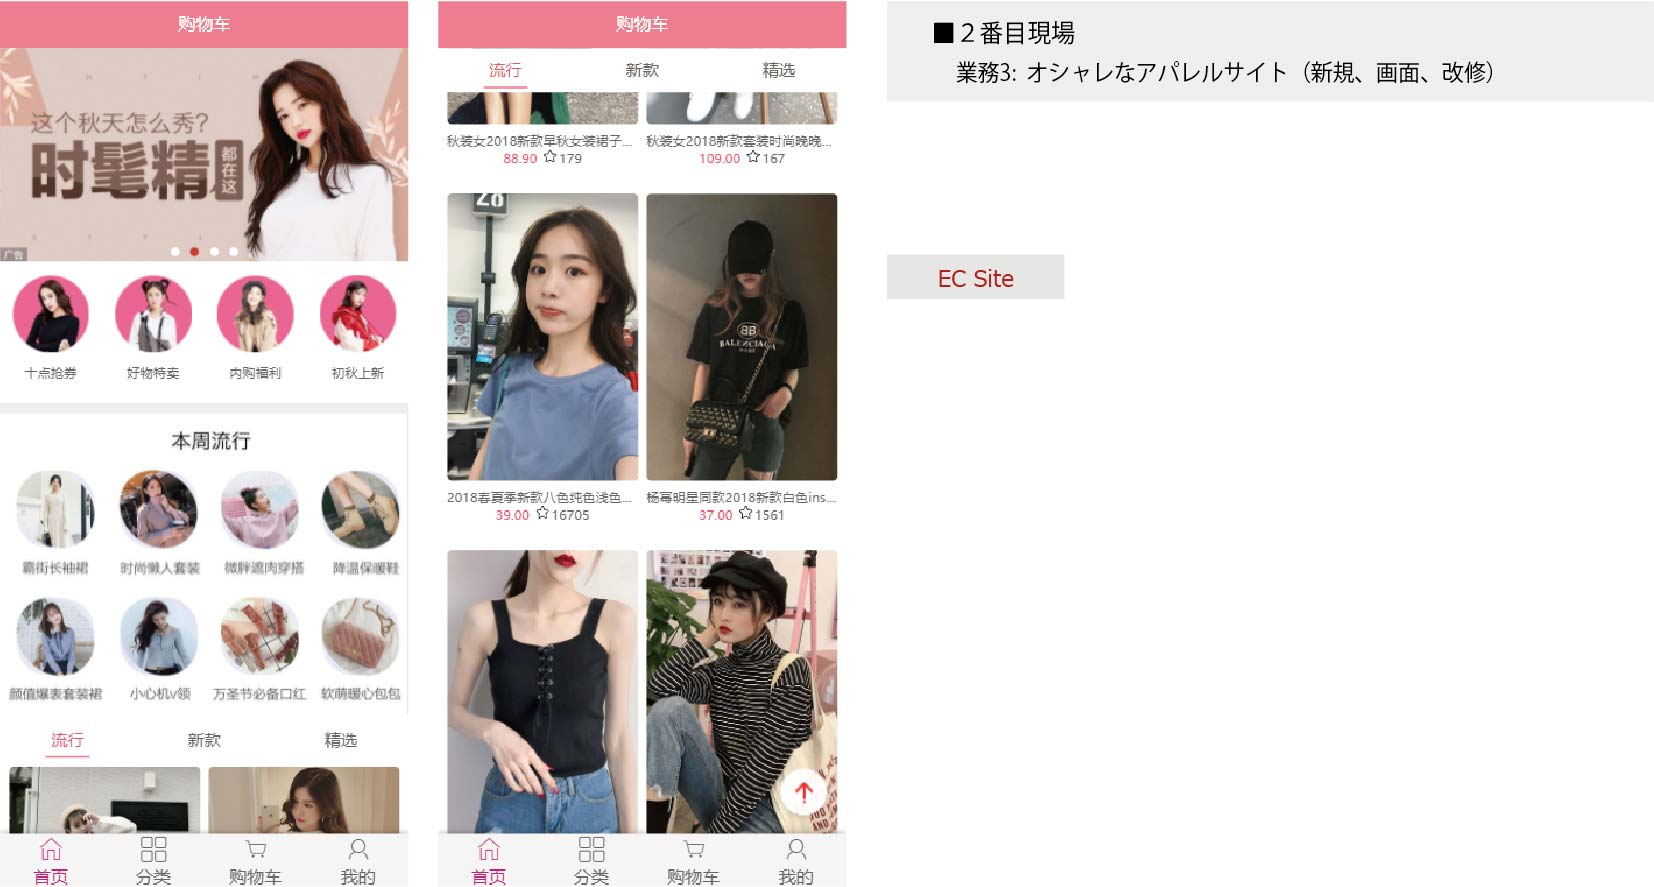 购物车
这个秋天怎么秀?
时髦精
都在这
广告
十点抢券
好物特卖
内购福利
初秋上新
本周流行
霸街长袖裙
时尚懒人套装
微胖遮肉穿搭
降温保暖鞋
颜值爆表套装裙
小心机v领
万圣节必备口红
软萌暖心包包
流行
新款
精选
首页
分类
购物车
我的
购物车
流行
新款
精选
秋装女2018新款早秋女装裙子...
88.90 ☆179
秋装女2018新款套装时尚晚晚...
109.00 ☆167
28
BB
BALENCIAGA
2018春夏季新款八色纯色浅色...
39.00 ☆16705
杨幂明星同款2018新款白色ins...
37.00 ☆1561
首页
分类
购物车
我的
■２番目現場
業務3: オシャレなアパレルサイト（新規、画面、改修）
EC Site